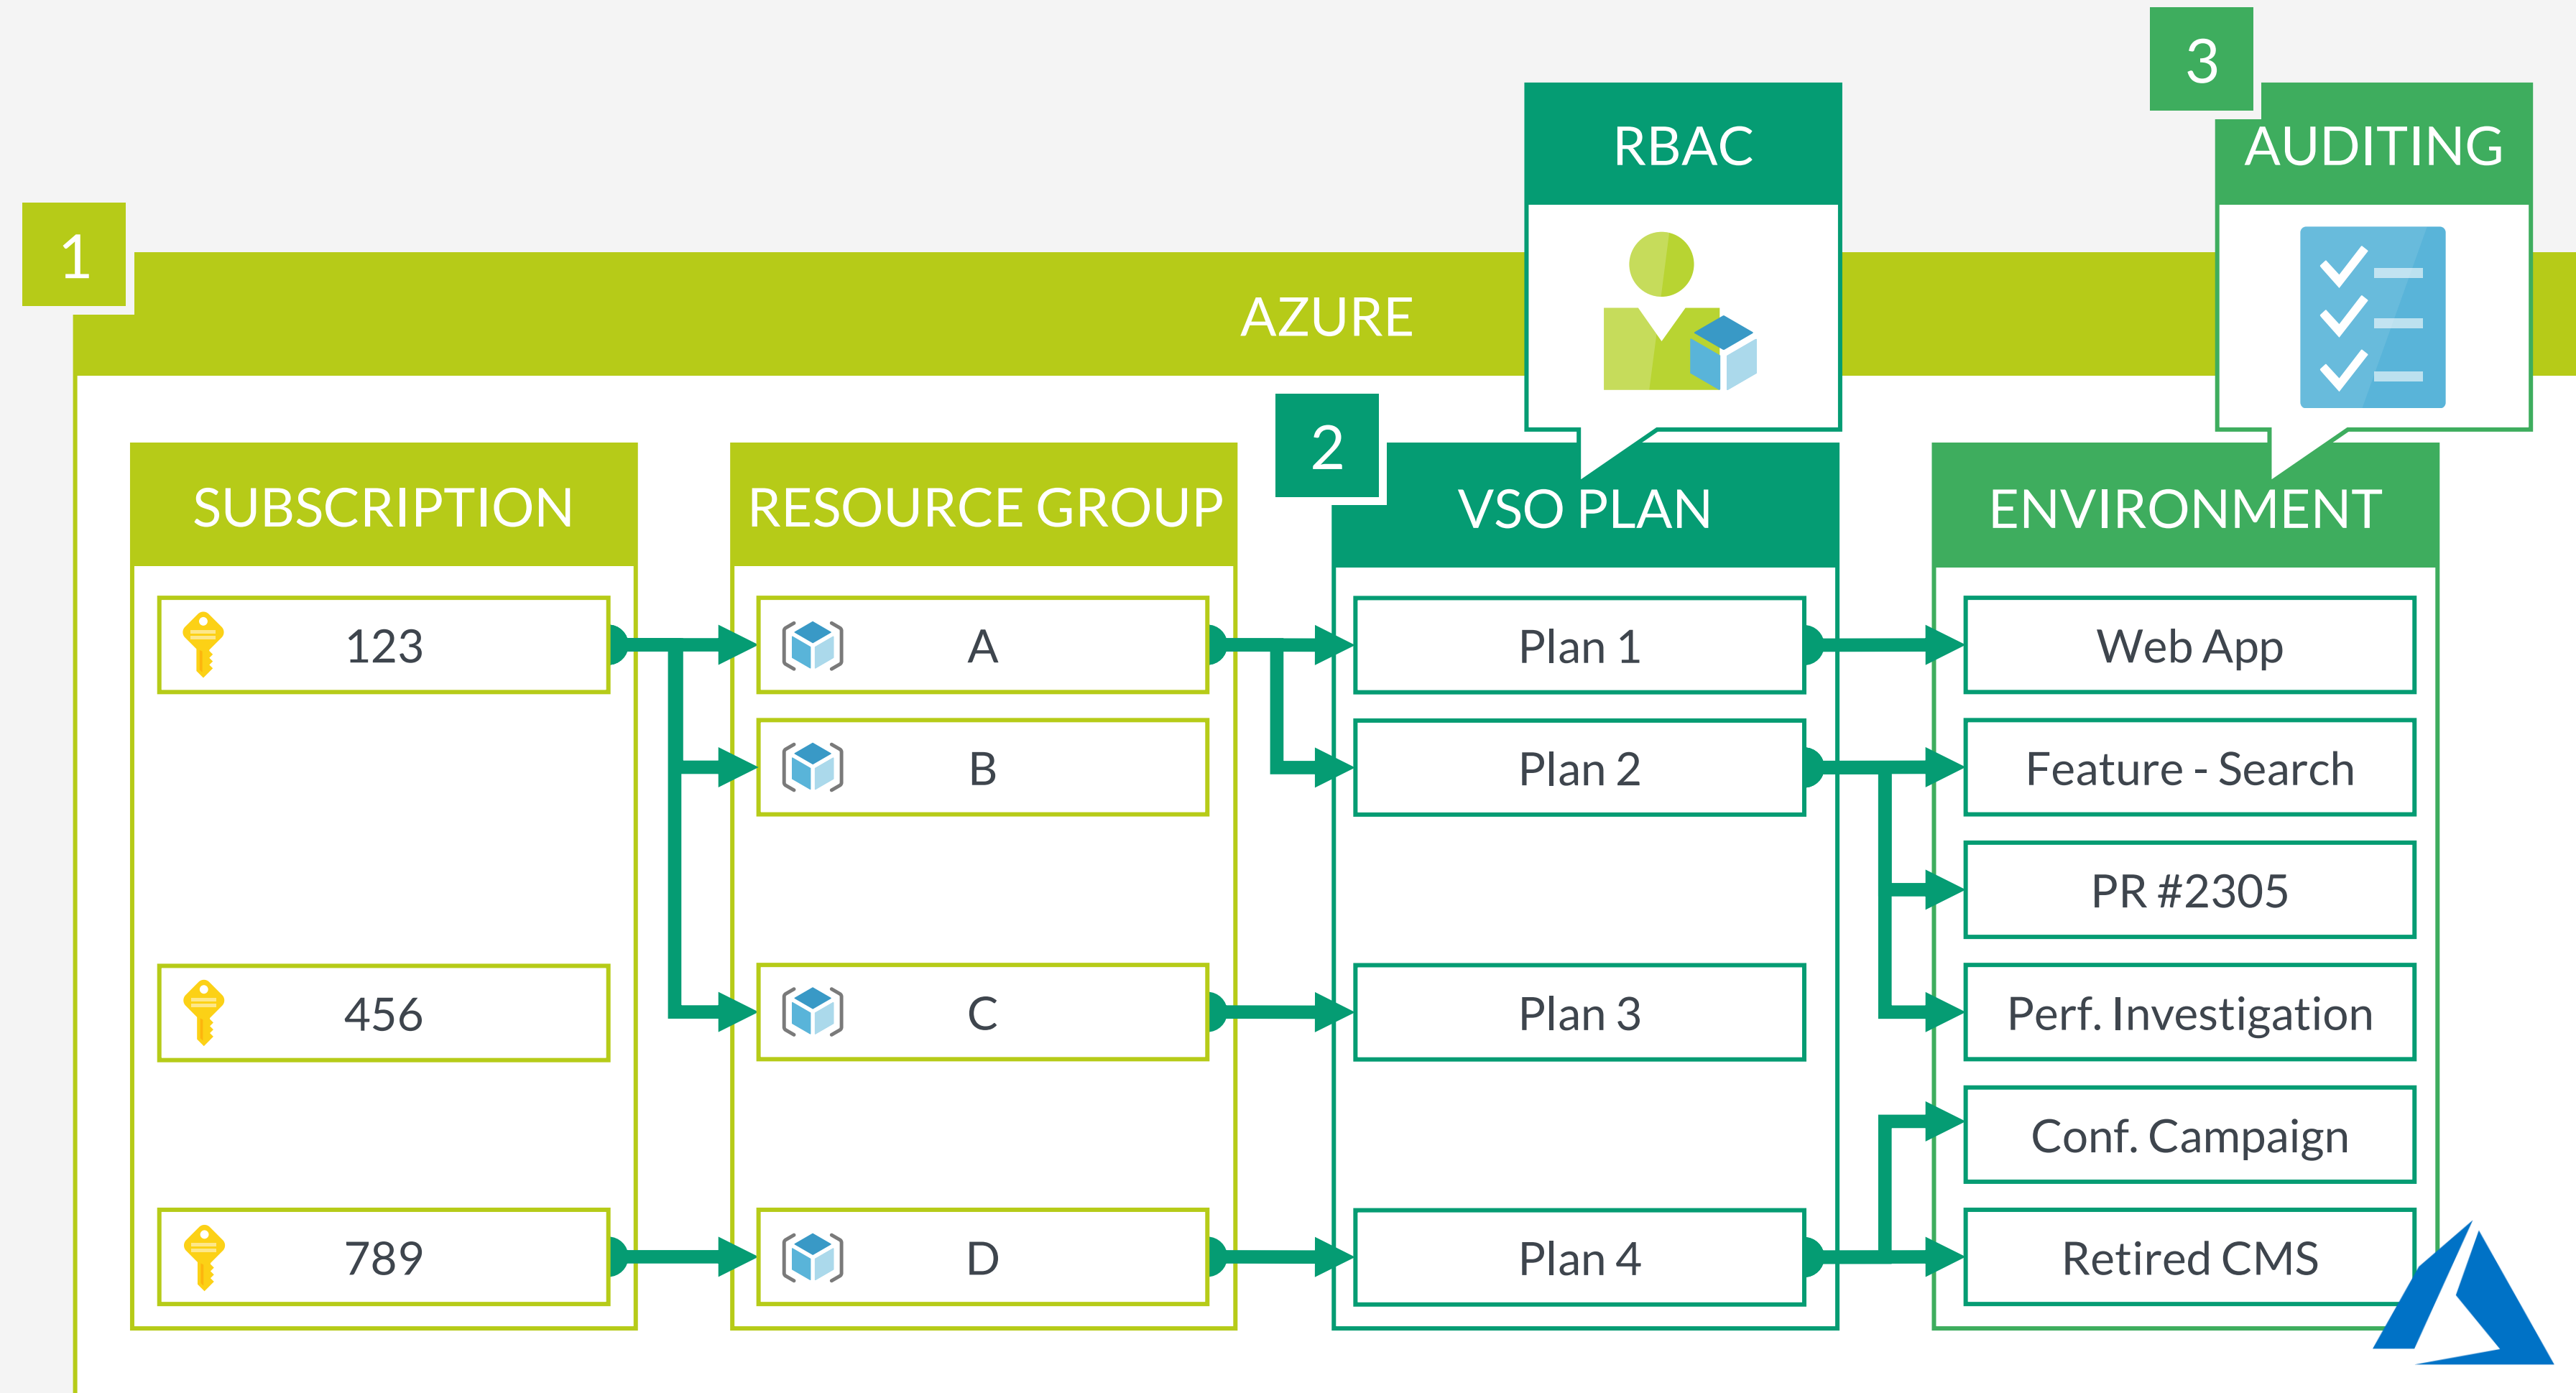 3
RBAC
AUDITING
1
AZURE
2
SUBSCRIPTION
RESOURCE GROUP
VSO PLAN
ENVIRONMENT
123
A
Plan 1
Web App
B
Plan 2
Feature - Search
PR #2305
456
C
Plan 3
Perf. Investigation
Conf. Campaign
789
D
Plan 4
Retired CMS